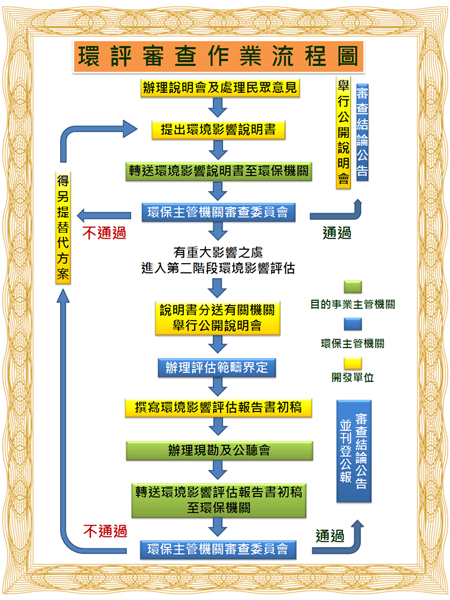 環評審查作業流程圖
辦理說明會及處理民眾意見
提出環境影響說明書
轉送環境影響說明書至環保機關
環保主管機關審查委員會
舉行公開說明會
審查結論公告
不通過
通過
得另提替代方案
有重大影響之虞
進入第二階段環境影響評估
說明書分送有關機關
舉行公開說明會
辦理評估範疇界定
撰寫環境影響評估報告書初稿
辦理現勘及公聽會
轉送環境影響評估報告書初稿
至環保機關
環保主管機關審查委員會
不通過
通過
審查結論公告
並刊登公報
目的事業主管機關
環保主管機關
開發單位